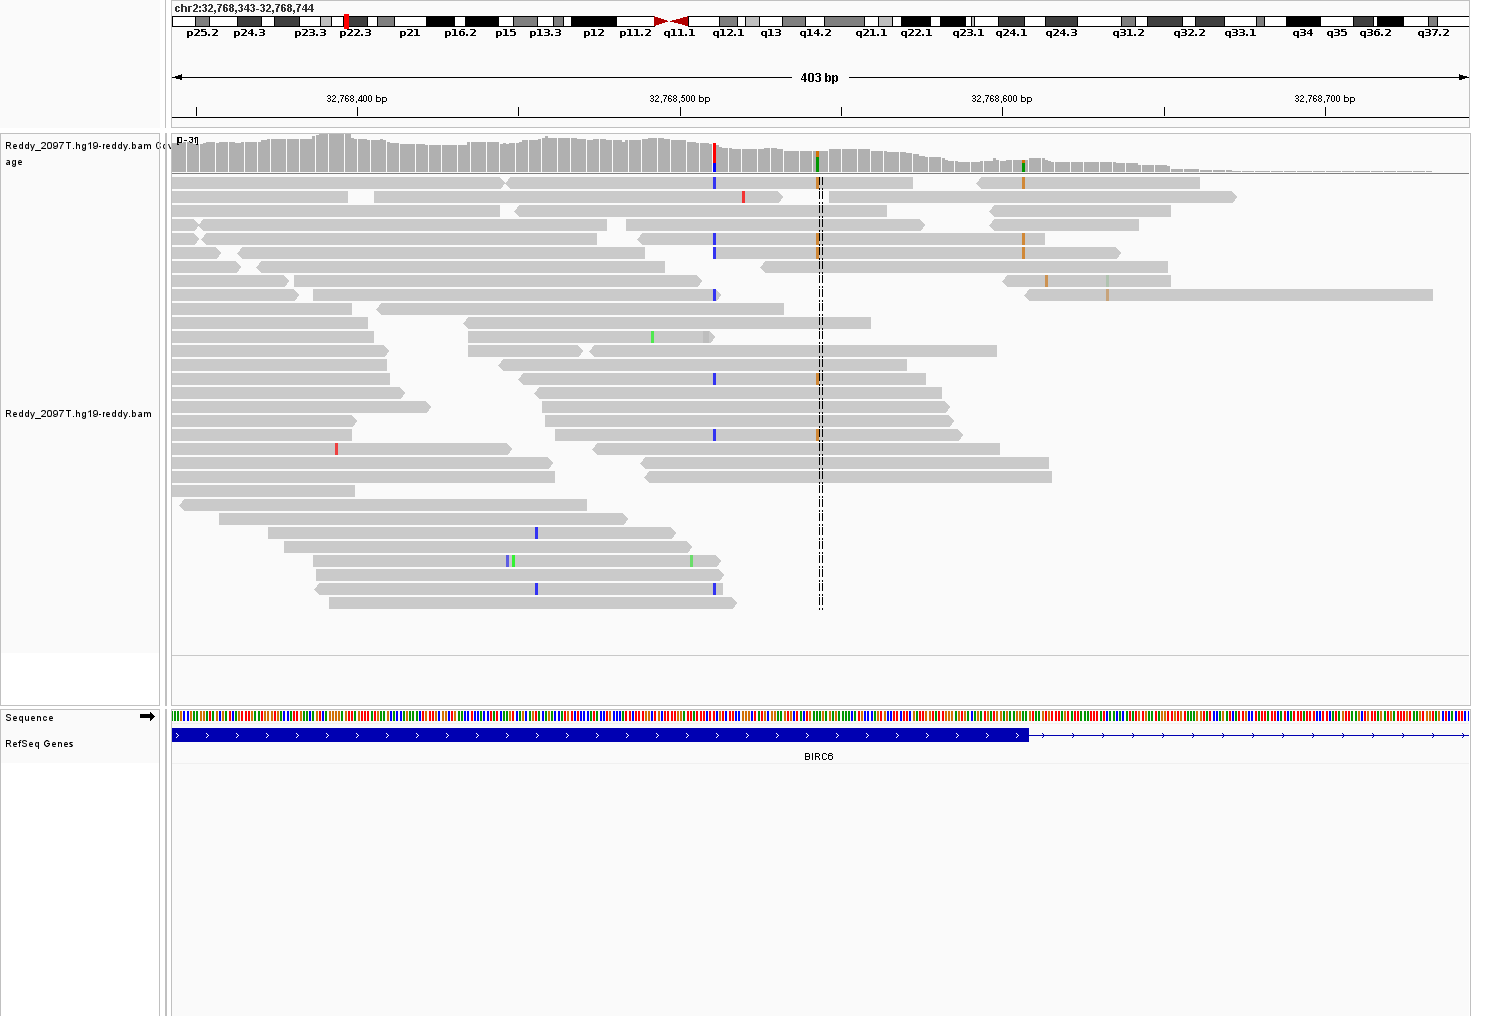 chr2:32,768,343-32,768,744
p25.2 p24.3 p23.3 p22.3 p21 p16.2 p15 p13.3 p12 p11.2 q11.1 q12.1 q13 q14.2 q21.1 q22.1 q23.1 q24.1 q24.3 q31.2 q32.2 q33.1 q34 q35 q36.2 q37.2
403 bp
32,768,400 bp 32,768,500 bp 32,768,600 bp 32,768,700 bp
[0-31]
Reddy_2097T.hg19-reddy.bam Cov
age
Reddy_2097T.hg19-reddy.bam
Sequence
RefSeq Genes
BIRC6